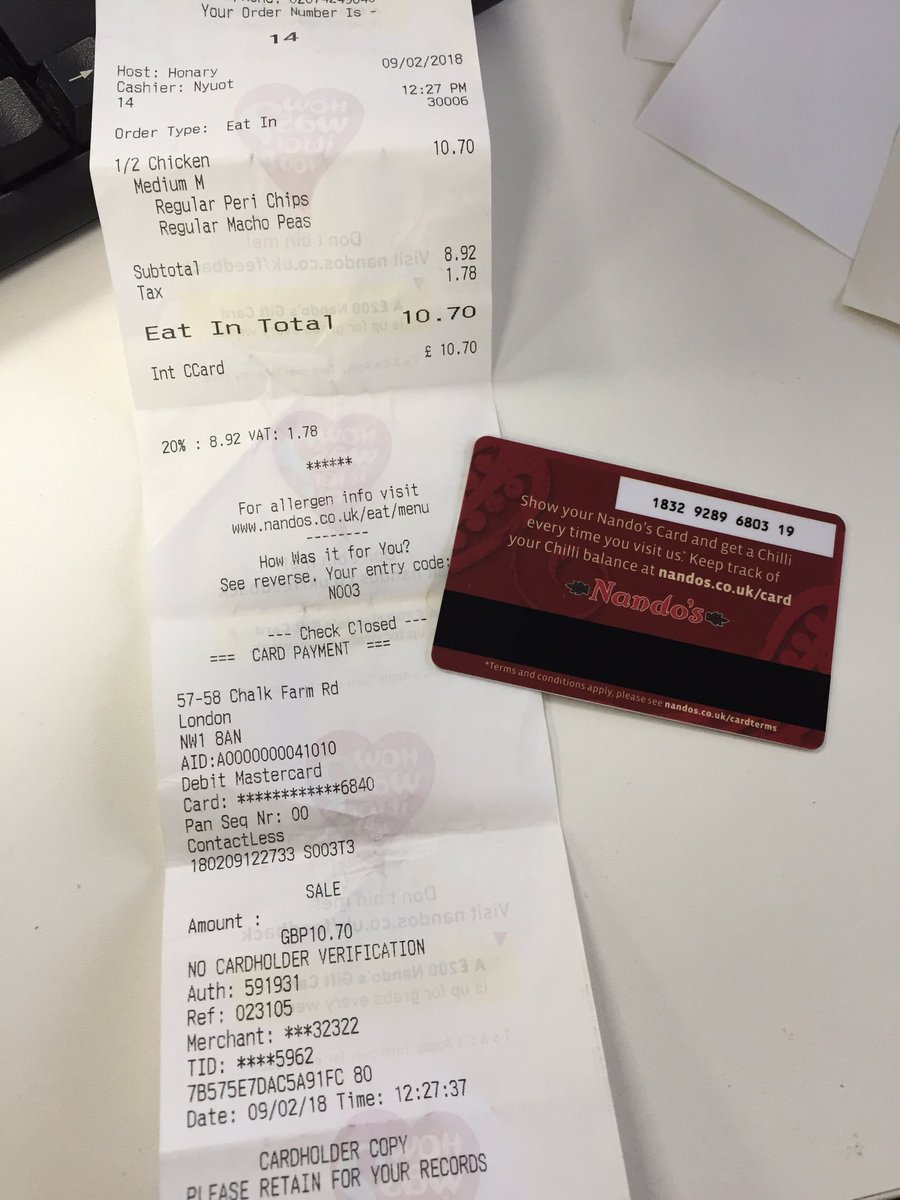 Your Order Number Is -
14
Host: Honary 09/02/2018
Cashier: Nyuot 12:27 PM
14 30006
Order Type: Eat In
1/2 Chicken 10.70
Medium M
Regular Peri Chips
Regular Macho Peas
Subtotal 8.92
Tax 1.78
Eat In Total 10.70
Int CCard £ 10.70
20% : 8.92 VAT: 1.78
******
For allergen info visit
www.nandos.co.uk/eat/menu
--------
How Was it for You?
See reverse. Your entry code:
N003
--- Check Closed ---
=== CARD PAYMENT ===
57-58 Chalk Farm Rd
London
NW1 8AN
AID:A0000000041010
Debit Mastercard
Card: ************6840
Pan Seq Nr: 00
ContactLess
180209122733 S003T3
SALE
Amount :
GBP10.70
NO CARDHOLDER VERIFICATION
Auth: 591931
Ref: 023105
Merchant: ***32322
TID: ****5962
7B575E7DAC5A91FC 80
Date: 09/02/18 Time: 12:27:37
CARDHOLDER COPY
PLEASE RETAIN FOR YOUR RECORDS
1832 9289 6803 19
Show your Nando's Card and get a Chilli
every time you visit us* Keep track of
your Chilli balance at nandos.co.uk/card
Nando's
*Terms and conditions apply, please see nandos.co.uk/cardterms